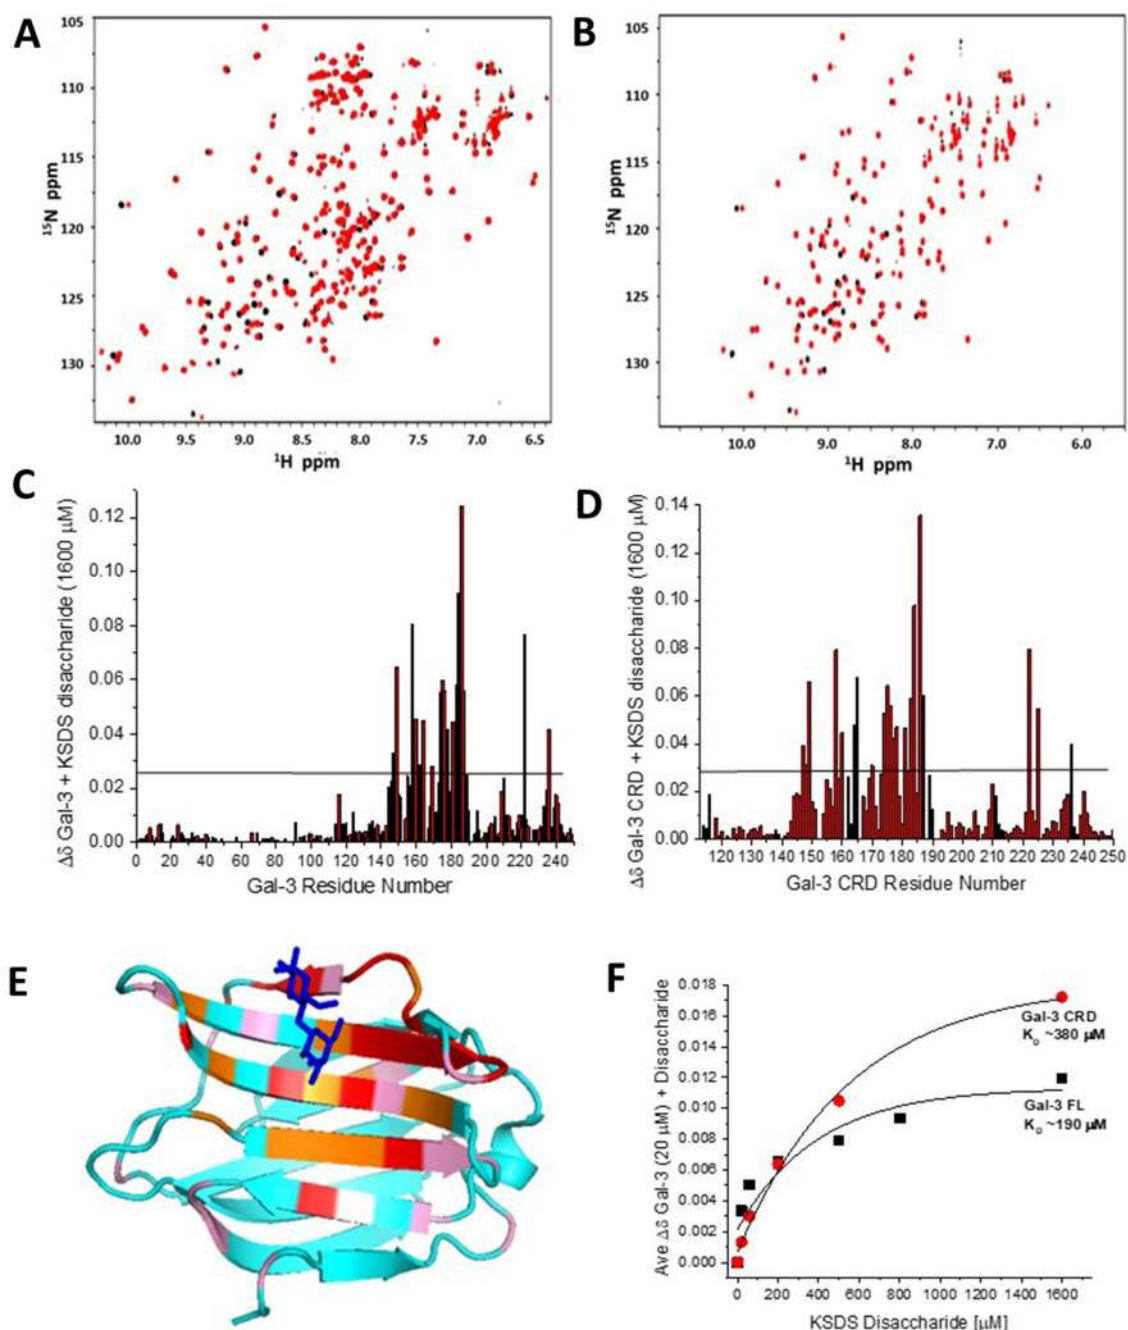 A
105
110
115
120
125
130
¹⁵N ppm
10.0 9.5 9.0 8.5 8.0 7.5 7.0 6.5
¹H ppm
B
105
110
115
120
125
130
¹⁵N ppm
10.0 9.0 8.0 7.0 6.0
¹H ppm
C
Δδ Gal-3 + KSDS disaccharide (1600 µM)
0.12
0.10
0.08
0.06
0.04
0.02
0.00
0 20 40 60 80 100 120 140 160 180 200 220 240
Gal-3 Residue Number
D
Δδ Gal-3 CRD + KSDS disaccharide (1600 µM)
0.14
0.12
0.10
0.08
0.06
0.04
0.02
0.00
120 130 140 150 160 170 180 190 200 210 220 230 240 250
Gal-3 CRD Residue Number
E
F
Ave Δδ Gal-3 (20 µM) + Disaccharide
0.018
0.016
0.014
0.012
0.010
0.008
0.006
0.004
0.002
0.000
Gal-3 CRD
K_D ~380 µM
Gal-3 FL
K_D ~190 µM
0 200 400 600 800 1000 1200 1400 1600
KSDS Disaccharide [µM]